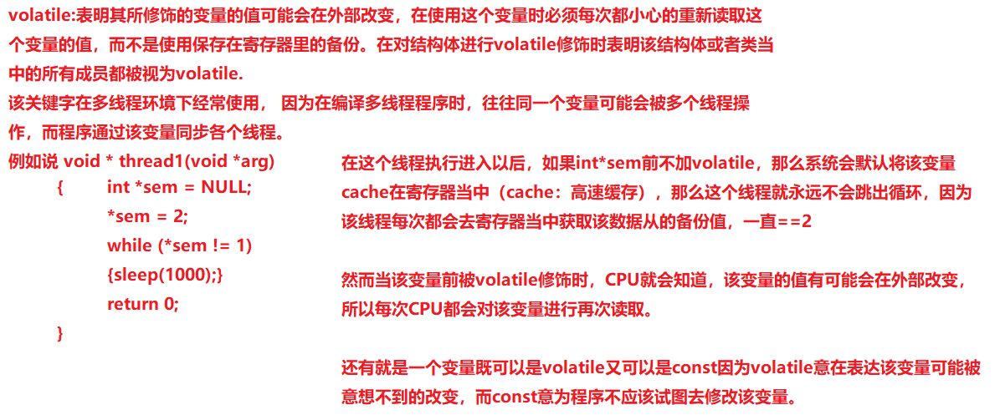 volatile:表明其所修饰的变量的值可能会在外部改变，在使用这个变量时必须每次都小心的重新读取这
个变量的值，而不是使用保存在寄存器里的备份。在对结构体进行volatile修饰时表明该结构体或者类当
中的所有成员都被视为volatile.
该关键字在多线程环境下经常使用， 因为在编译多线程程序时，往往同一个变量可能会被多个线程操
作，而程序通过该变量同步各个线程。
例如说 void * thread1(void *arg)
{ int *sem = NULL;
*sem = 2;
while (*sem != 1)
{sleep(1000);}
return 0;
}
在这个线程执行进入以后，如果int*sem前不加volatile，那么系统会默认将该变量
cache在寄存器当中（cache：高速缓存），那么这个线程就永远不会跳出循环，因为
该线程每次都会去寄存器当中获取该数据从的备份值，一直==2
然而当该变量前被volatile修饰时，CPU就会知道，该变量的值有可能会在外部改变，
所以每次CPU都会对该变量进行再次读取。
还有就是一个变量既可以是volatile又可以是const因为volatile意在表达该变量可能被
意想不到的改变，而const意为程序不应该试图去修改该变量。